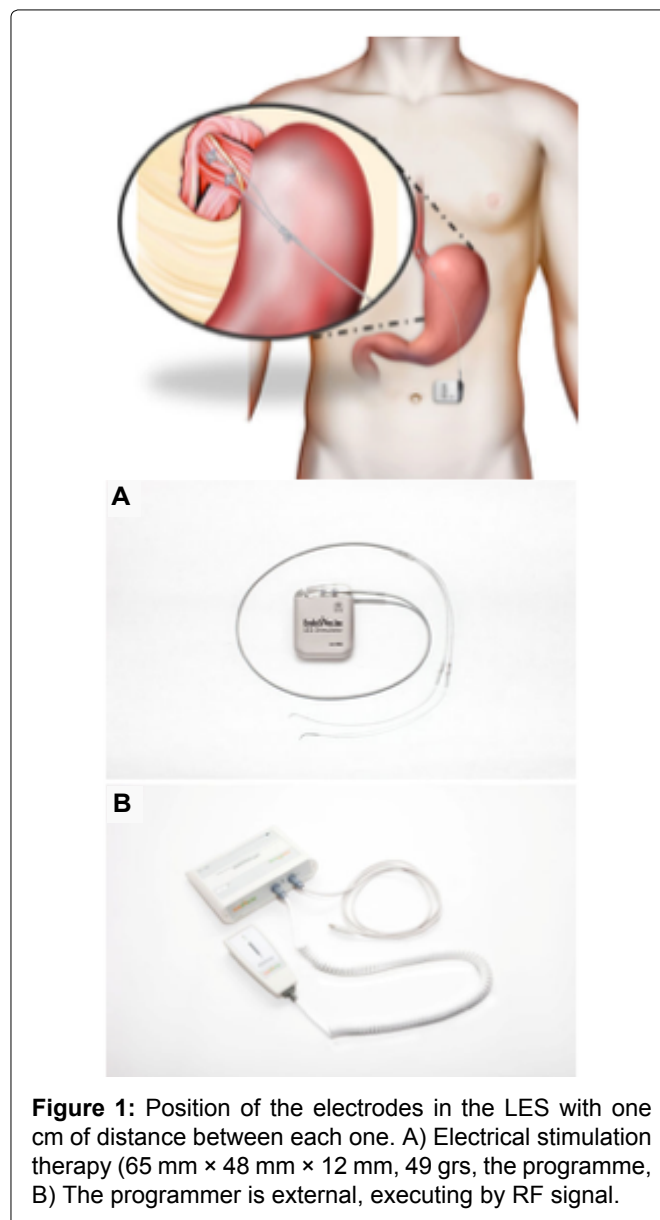 A
B
Figure 1: Position of the electrodes in the LES with one
cm of distance between each one. A) Electrical stimulation
therapy (65 mm × 48 mm × 12 mm, 49 grs, the programme,
B) The programmer is external, executing by RF signal.